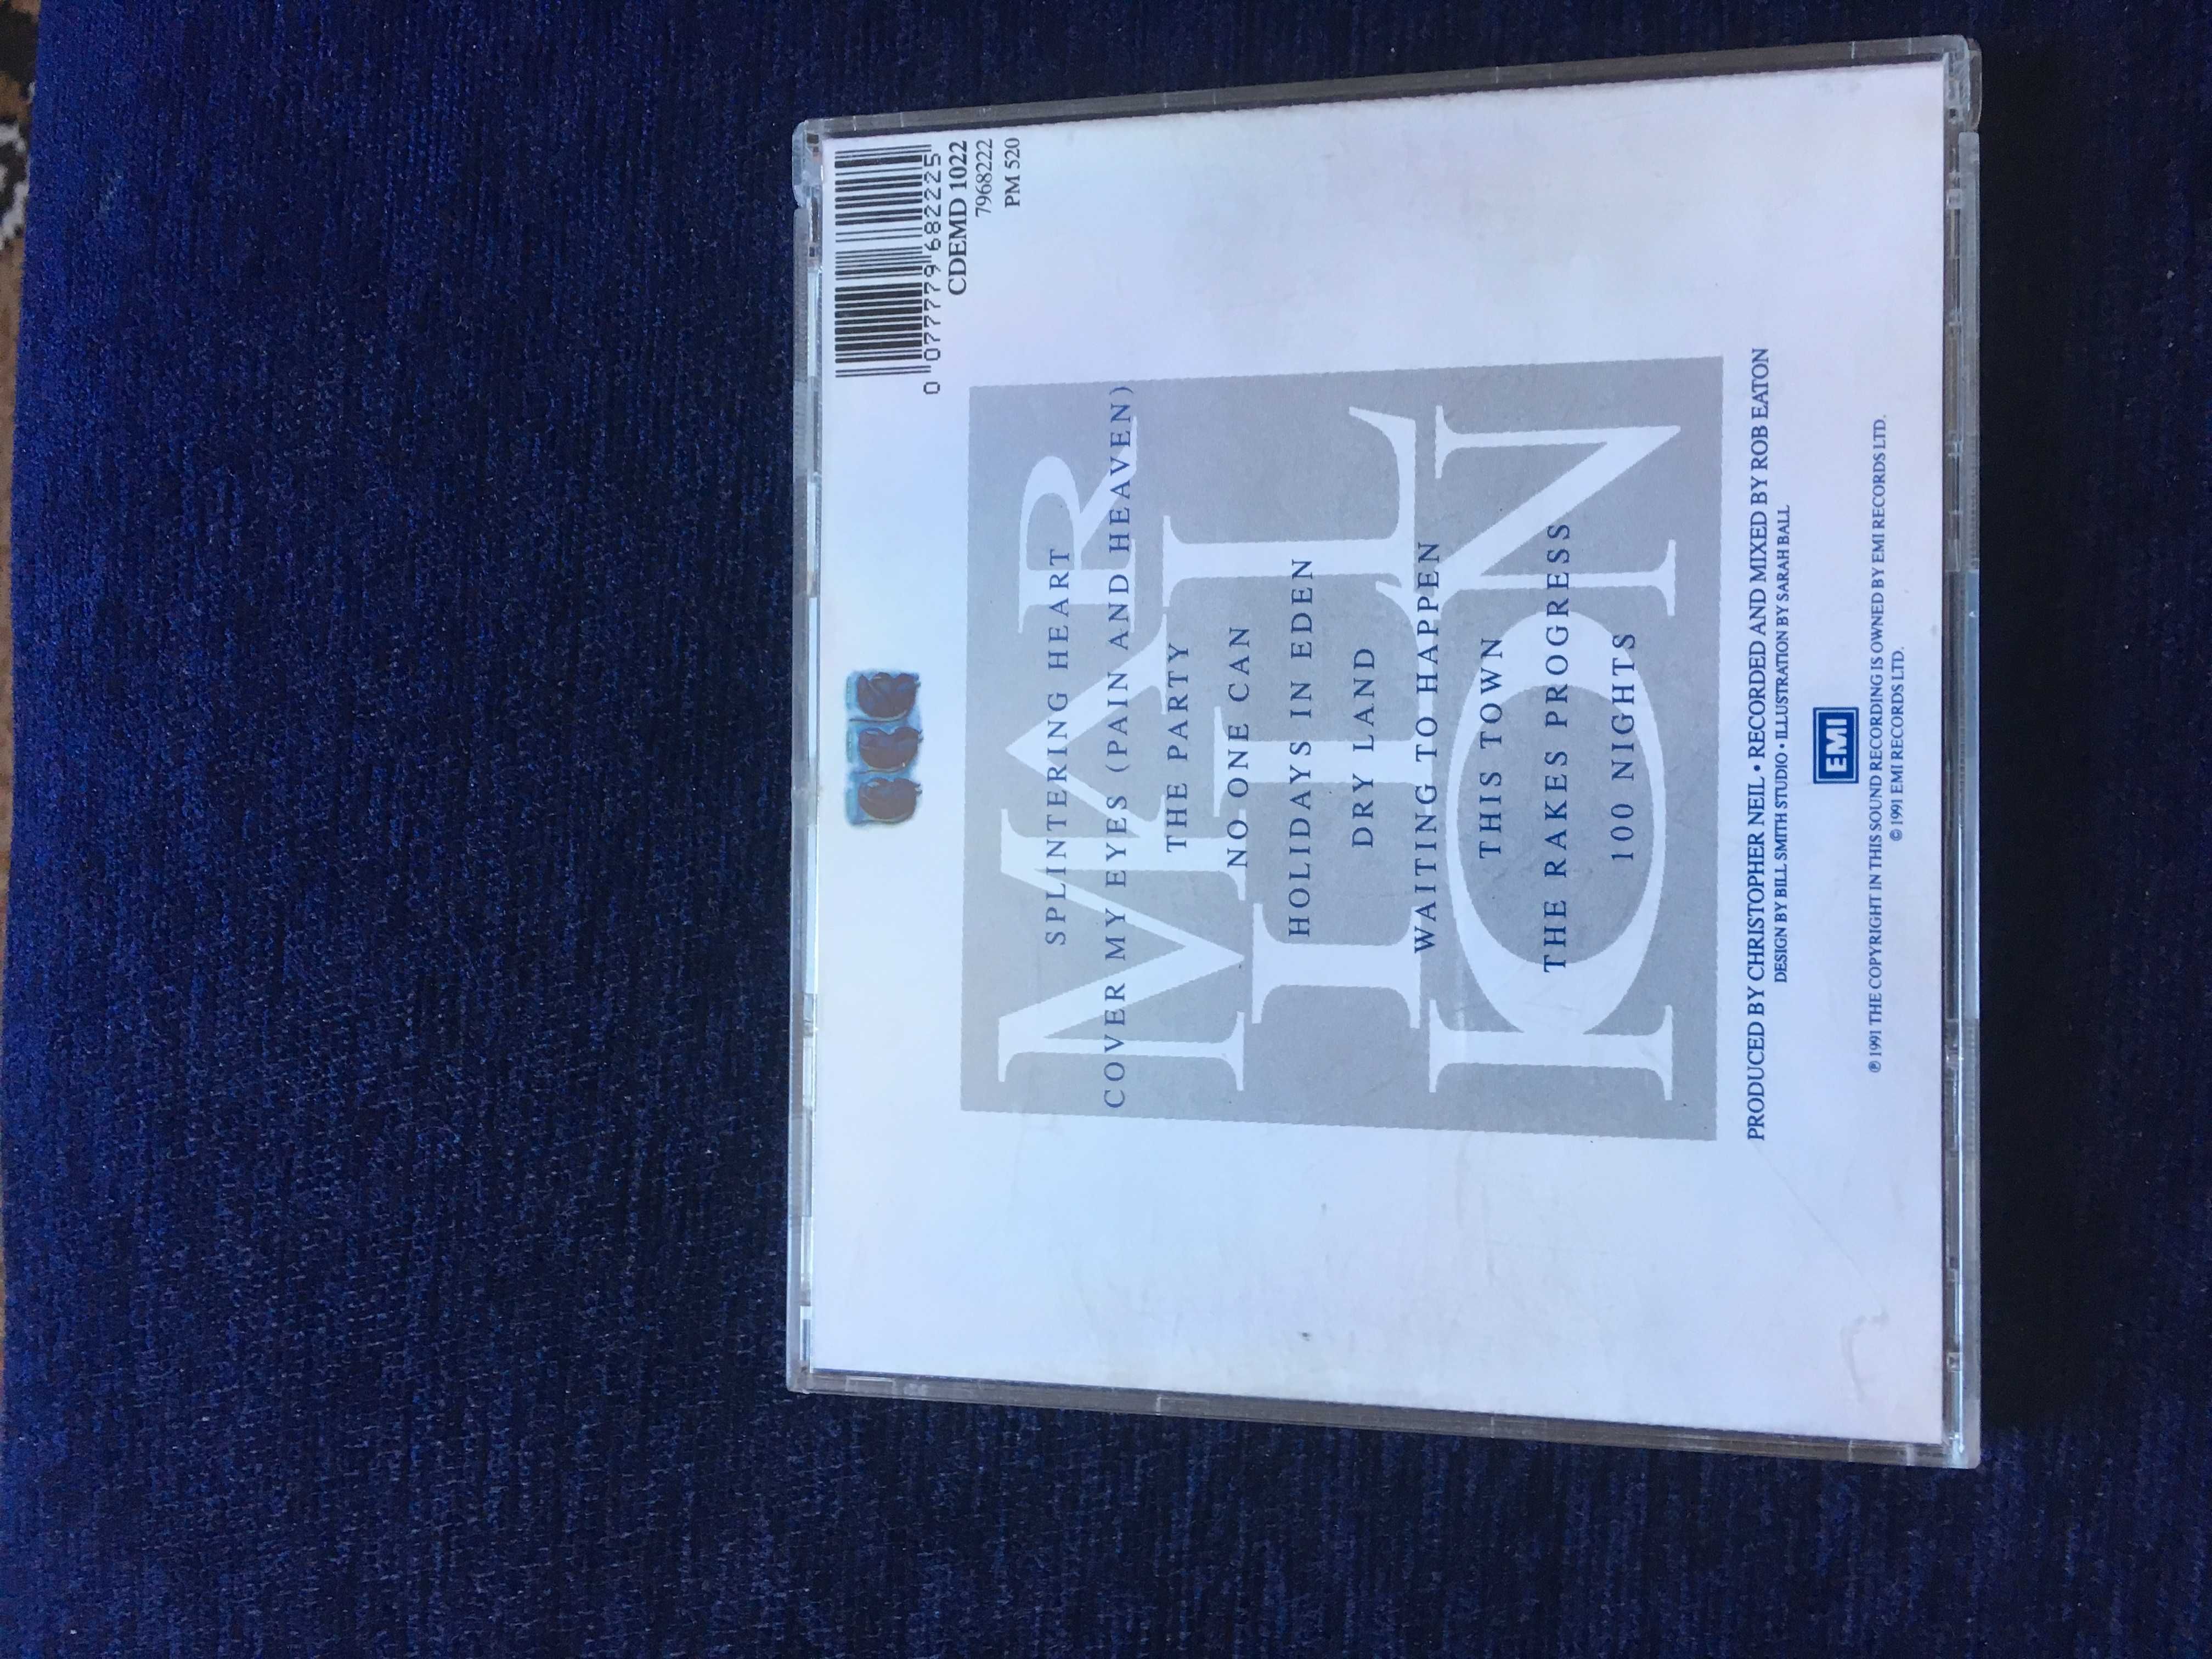 0 077779 682225
CDEMD 1022
7968222
PM 520
MAR
ILL
ION
SPLINTERING HEART
COVER MY EYES (PAIN AND HEAVEN)
THE PARTY
NO ONE CAN
HOLIDAYS IN EDEN
DRY LAND
WAITING TO HAPPEN
THIS TOWN
THE RAKES PROGRESS
100 NIGHTS
PRODUCED BY CHRISTOPHER NEIL • RECORDED AND MIXED BY ROB EATON
DESIGN BY BILL SMITH STUDIO • ILLUSTRATION BY SARAH BALL
EMI
℗ 1991 THE COPYRIGHT IN THIS SOUND RECORDING IS OWNED BY EMI RECORDS LTD.
© 1991 EMI RECORDS LTD.